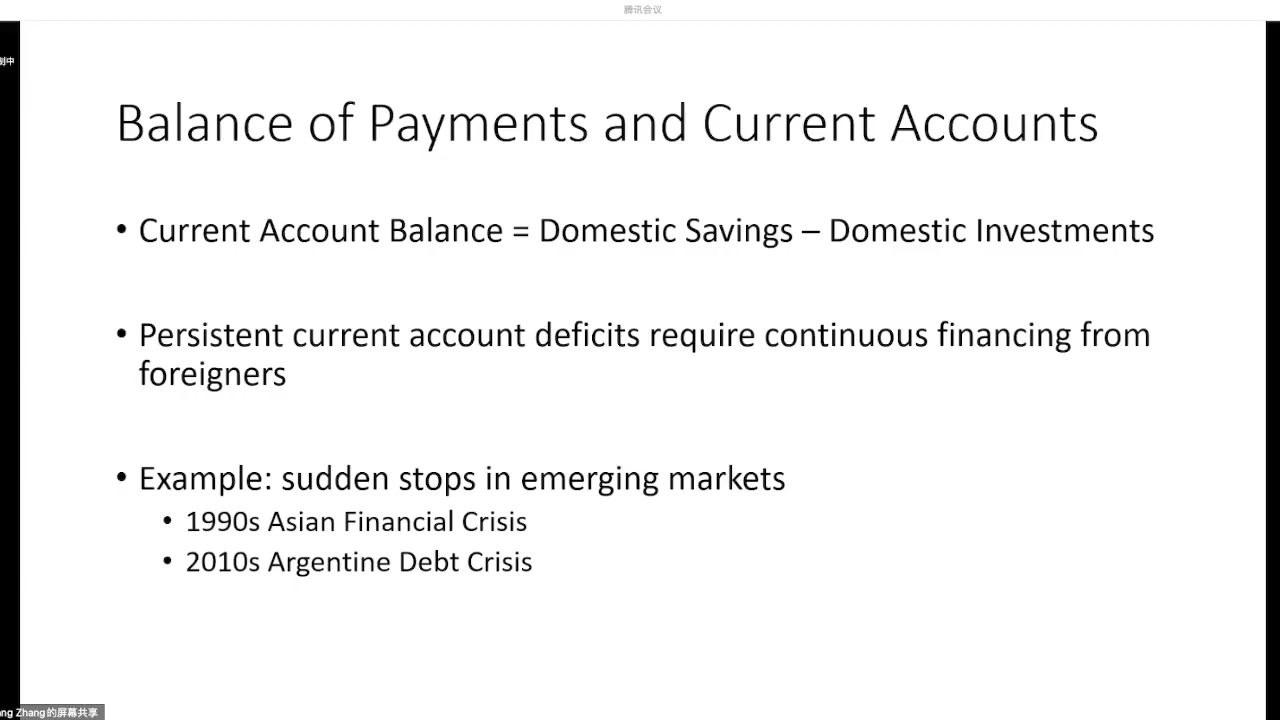 腾讯会议
制中
Balance of Payments and Current Accounts
• Current Account Balance = Domestic Savings – Domestic Investments
• Persistent current account deficits require continuous financing from
foreigners
• Example: sudden stops in emerging markets
• 1990s Asian Financial Crisis
• 2010s Argentine Debt Crisis
ng Zhang的屏幕共享